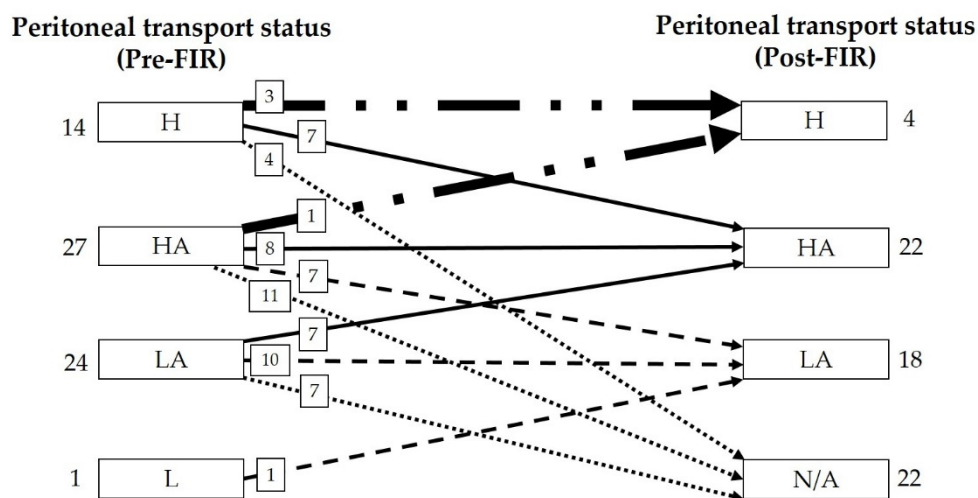 Peritoneal transport status
(Pre-FIR)
Peritoneal transport status
(Post-FIR)
14
H
3
7
4
H
4
27
HA
1
8
7
11
HA
22
24
LA
7
10
7
LA
18
1
L
1
N/A
22